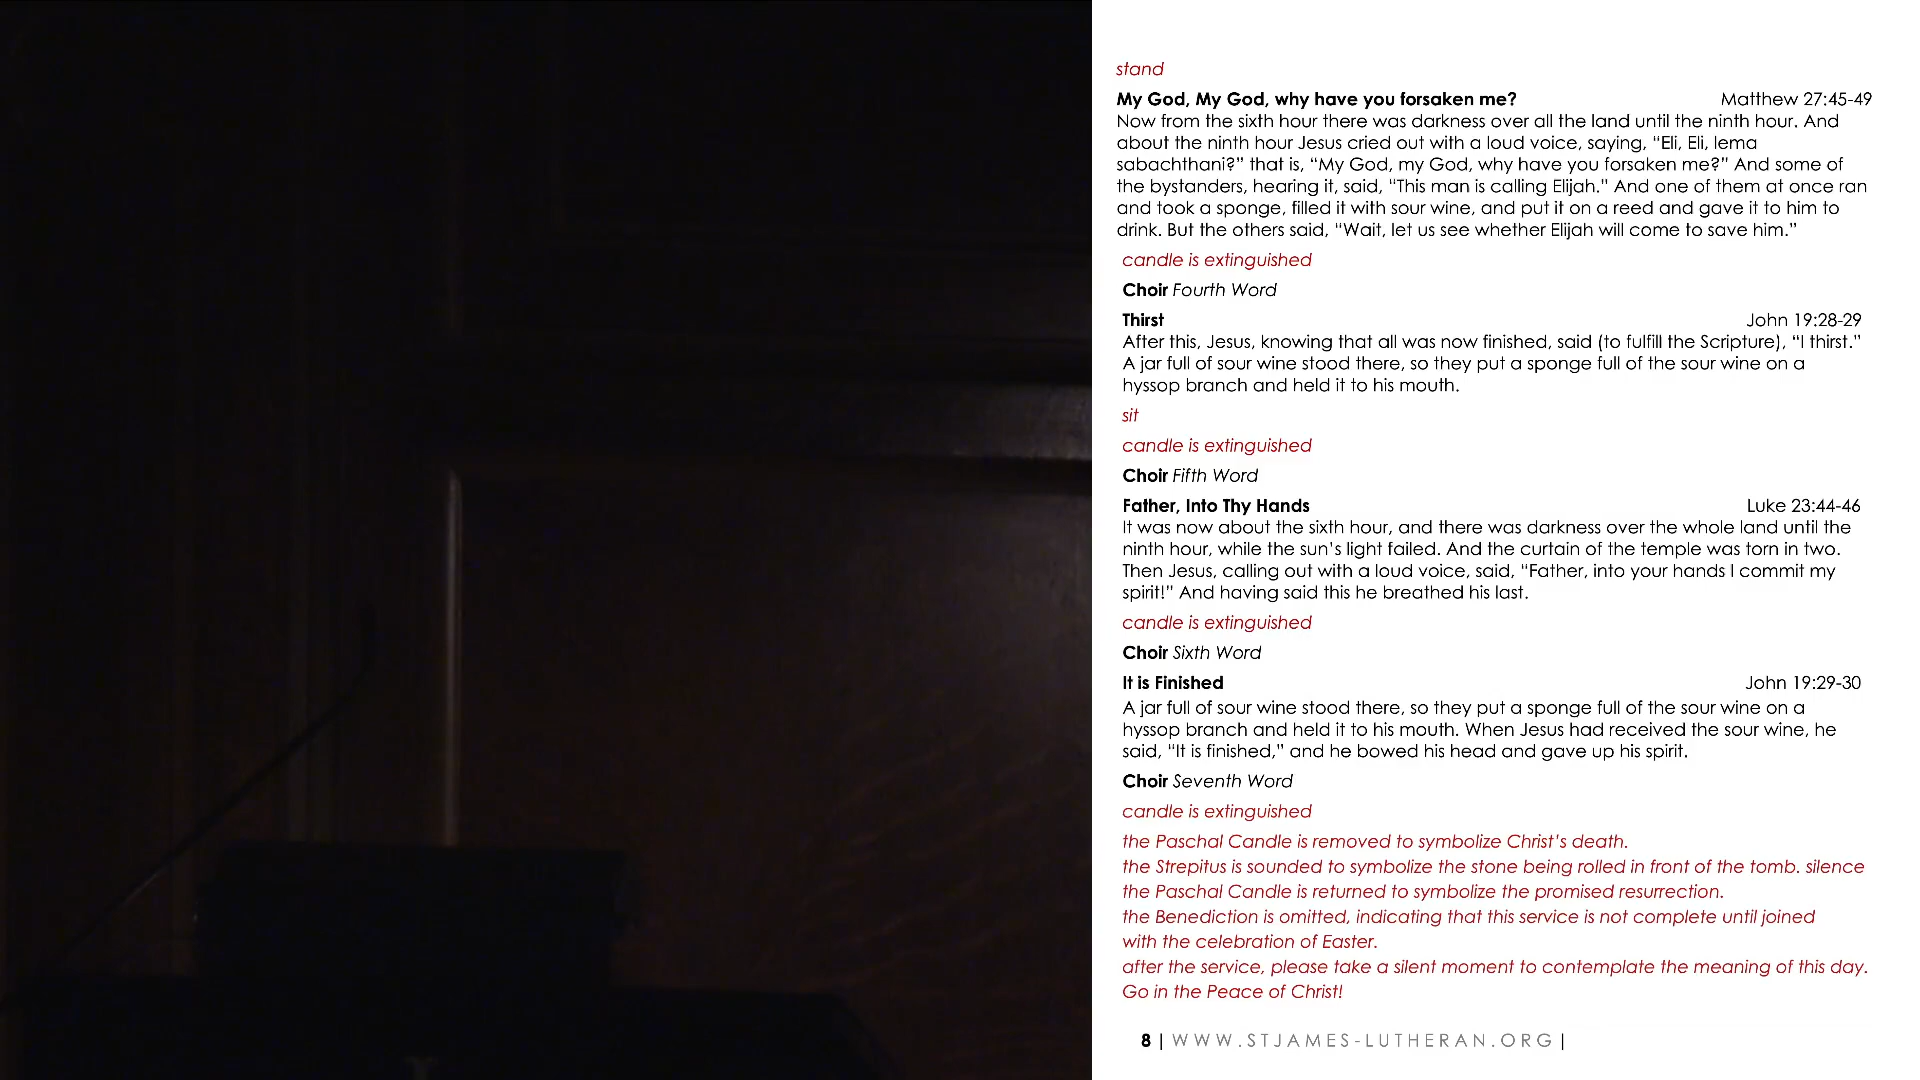 stand
My God, My God, why have you forsaken me? Matthew 27:45-49
Now from the sixth hour there was darkness over all the land until the ninth hour. And
about the ninth hour Jesus cried out with a loud voice, saying, “Eli, Eli, lema
sabachthani?” that is, “My God, my God, why have you forsaken me?” And some of
the bystanders, hearing it, said, “This man is calling Elijah.” And one of them at once ran
and took a sponge, filled it with sour wine, and put it on a reed and gave it to him to
drink. But the others said, “Wait, let us see whether Elijah will come to save him.”
candle is extinguished
Choir Fourth Word
Thirst John 19:28-29
After this, Jesus, knowing that all was now finished, said (to fulfill the Scripture), “I thirst.”
A jar full of sour wine stood there, so they put a sponge full of the sour wine on a
hyssop branch and held it to his mouth.
sit
candle is extinguished
Choir Fifth Word
Father, Into Thy Hands Luke 23:44-46
It was now about the sixth hour, and there was darkness over the whole land until the
ninth hour, while the sun’s light failed. And the curtain of the temple was torn in two.
Then Jesus, calling out with a loud voice, said, “Father, into your hands I commit my
spirit!” And having said this he breathed his last.
candle is extinguished
Choir Sixth Word
It is Finished John 19:29-30
A jar full of sour wine stood there, so they put a sponge full of the sour wine on a
hyssop branch and held it to his mouth. When Jesus had received the sour wine, he
said, “It is finished,” and he bowed his head and gave up his spirit.
Choir Seventh Word
candle is extinguished
the Paschal Candle is removed to symbolize Christ’s death.
the Strepitus is sounded to symbolize the stone being rolled in front of the tomb. silence
the Paschal Candle is returned to symbolize the promised resurrection.
the Benediction is omitted, indicating that this service is not complete until joined
with the celebration of Easter.
after the service, please take a silent moment to contemplate the meaning of this day.
Go in the Peace of Christ!
8 | WWW.STJAMES-LUTHERAN.ORG |